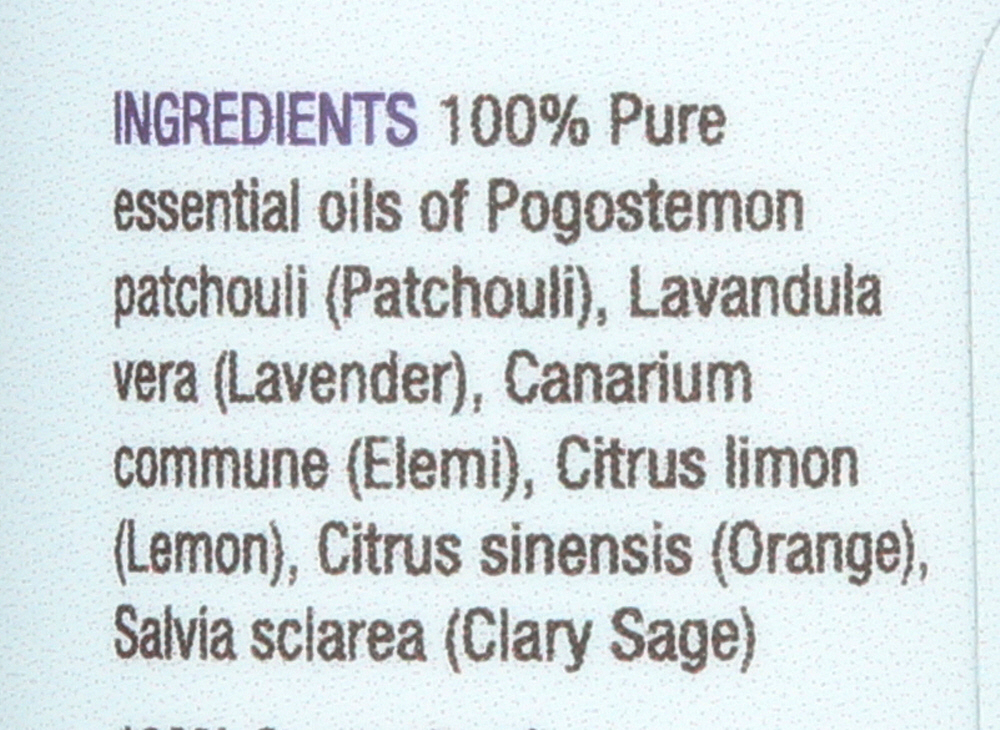 INGREDIENTS 100% Pure
essential oils of Pogostemon
patchouli (Patchouli), Lavandula
vera (Lavender), Canarium
commune (Elemi), Citrus limon
(Lemon), Citrus sinensis (Orange),
Salvia sclarea (Clary Sage)